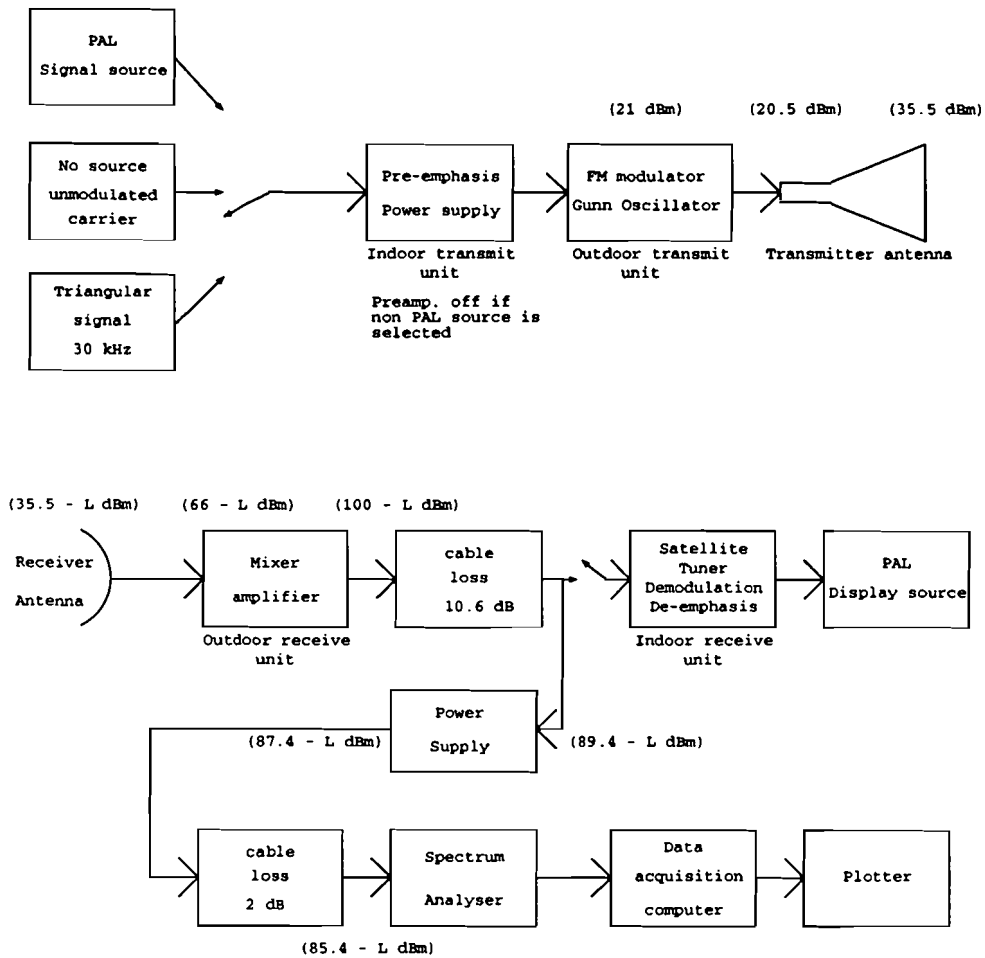 PAL
Signal source
(21 dBm)
(20.5 dBm)
(35.5 dBm)
No source
unmodulated
carrier
Pre-emphasis
Power supply
FM modulator
Gunn Oscillator
Indoor transmit
unit
Outdoor transmit
unit
Transmitter antenna
Triangular
signal
30 kHz
Preamp. off if
non PAL source is
selected
(35.5 - L dBm)
(66 - L dBm)
(100 - L dBm)
Receiver
Antenna
Mixer
amplifier
cable
loss
10.6 dB
Satellite
Tuner
Demodulation
De-emphasis
PAL
Display source
Outdoor receive
unit
Indoor receive
unit
Power
Supply
(87.4 - L dBm)
(89.4 - L dBm)
cable
loss
2 dB
Spectrum
Analyser
Data
acquisition
computer
Plotter
(85.4 - L dBm)